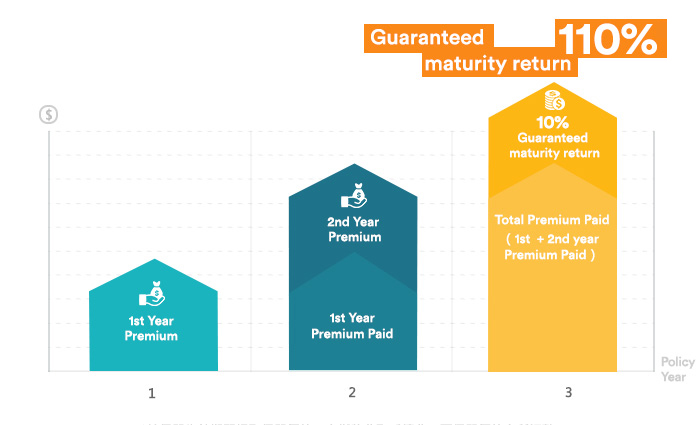 Guaranteed 110%
maturity return
$
10%
Guaranteed
maturity return
2nd Year
Premium
Total Premium Paid
( 1st + 2nd year
Premium Paid )
1st Year
Premium
1st Year
Premium Paid
Policy
Year
1 2 3